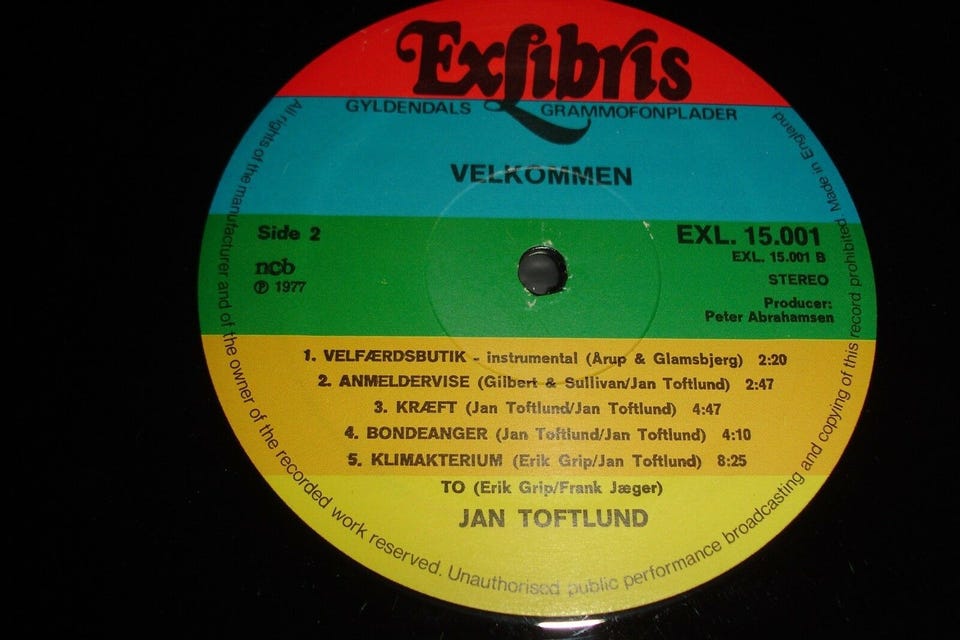 Exlibris
GYLDENDALS GRAMMOFONPLADER
VELKOMMEN
Side 2
ncb
℗ 1977
EXL. 15.001
EXL. 15.001 B
STEREO
Producer:
Peter Abrahamsen
1. VELFÆRDSBUTIK - instrumental (Arup & Glamsbjerg) 2:20
2. ANMELDERVISE (Gilbert & Sullivan/Jan Toftlund) 2:47
3. KRÆFT (Jan Toftlund/Jan Toftlund) 4:47
4. BONDEANGER (Jan Toftlund/Jan Toftlund) 4:10
5. KLIMAKTERIUM (Erik Grip/Jan Toftlund) 8:25
TO (Erik Grip/Frank Jæger)
JAN TOFTLUND
All rights of the manufacturer and of the owner of the recorded work reserved. Unauthorised public performance broadcasting and copying of this record prohibited. Made in England